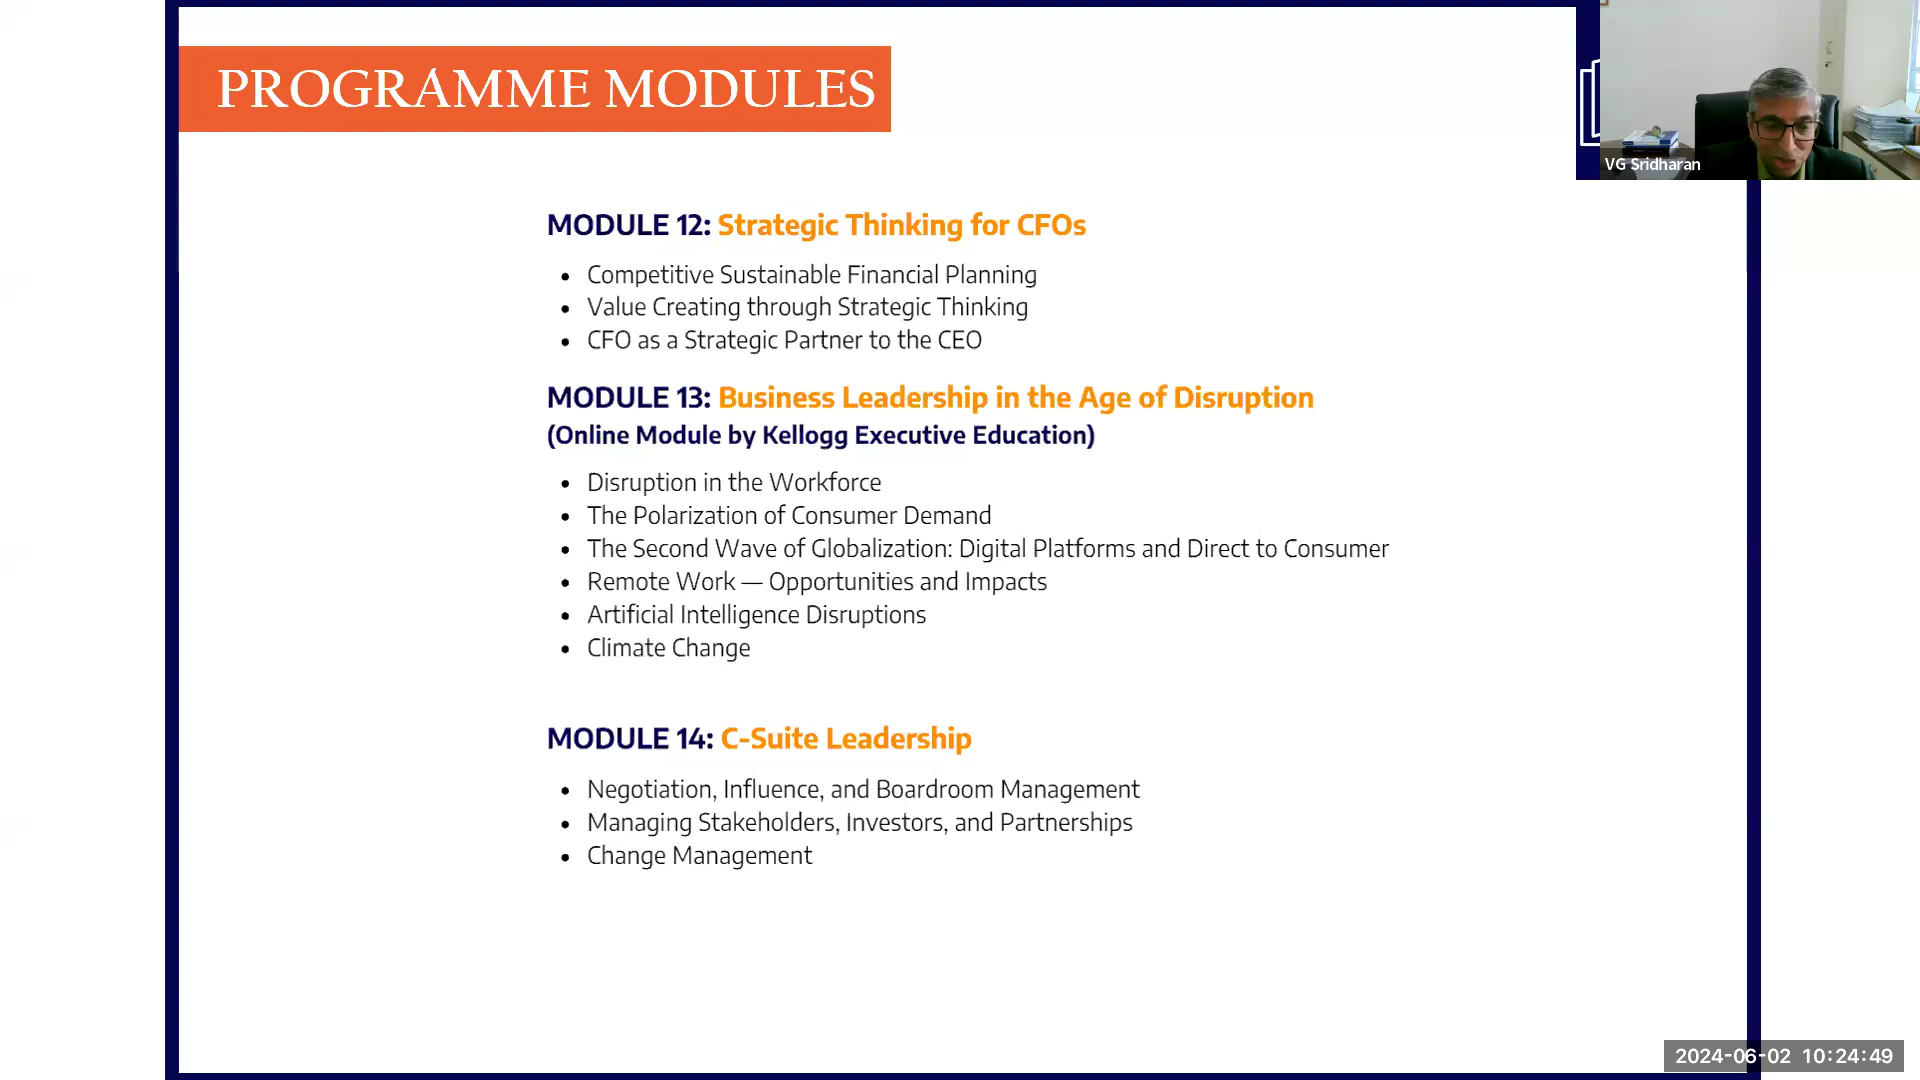 PROGRAMME MODULES
VG Sridharan
MODULE 12: Strategic Thinking for CFOs
• Competitive Sustainable Financial Planning
• Value Creating through Strategic Thinking
• CFO as a Strategic Partner to the CEO
MODULE 13: Business Leadership in the Age of Disruption
(Online Module by Kellogg Executive Education)
• Disruption in the Workforce
• The Polarization of Consumer Demand
• The Second Wave of Globalization: Digital Platforms and Direct to Consumer
• Remote Work — Opportunities and Impacts
• Artificial Intelligence Disruptions
• Climate Change
MODULE 14: C-Suite Leadership
• Negotiation, Influence, and Boardroom Management
• Managing Stakeholders, Investors, and Partnerships
• Change Management
2024-06-02 10:24:49